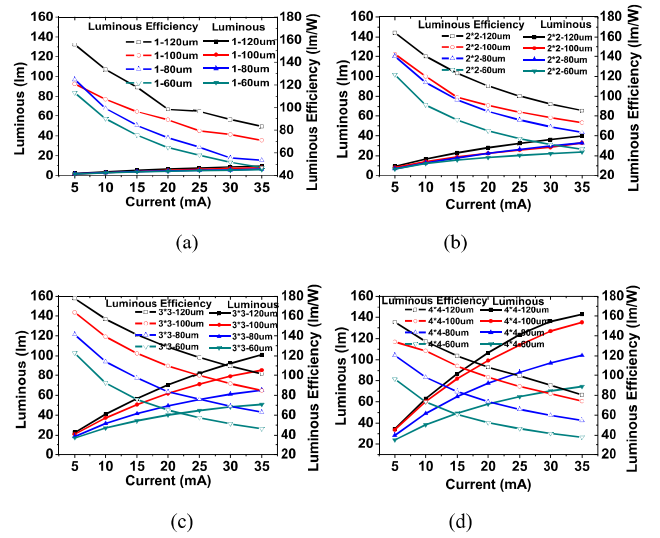 Luminous Efficiency Luminous
1-120um 1-120um
1-100um 1-100um
1-80um 1-80um
1-60um 1-60um
160
140
120
100
80
60
40
20
0
Luminous (lm)
180
160
140
120
100
80
60
40
Luminous Efficiency (lm/W)
5 10 15 20 25 30 35
Current (mA)
(a)
Luminous Efficiency Luminous
2*2-120um 2*2-120um
2*2-100um 2*2-100um
2*2-80um 2*2-80um
2*2-60um 2*2-60um
160
140
120
100
80
60
40
20
0
Luminous (lm)
180
160
140
120
100
80
60
40
Luminous Efficiency (lm/W)
5 10 15 20 25 30 35
Current (mA)
(b)
Luminous Efficiency Luminous
3*3-120um 3*3-120um
3*3-100um 3*3-100um
3*3-80um 3*3-80um
3*3-60um 3*3-60um
160
140
120
100
80
60
40
20
0
Luminous (lm)
180
160
140
120
100
80
60
40
Luminous Efficiency (lm/W)
5 10 15 20 25 30 35
Current (mA)
(c)
Luminous Efficiency Luminous
4*4-120um 4*4-120um
4*4-100um 4*4-100um
4*4-80um 4*4-80um
4*4-60um 4*4-60um
160
140
120
100
80
60
40
20
Luminous (lm)
180
160
140
120
100
80
60
40
20
Luminous Efficiency (lm/W)
5 10 15 20 25 30 35
Current (mA)
(d)